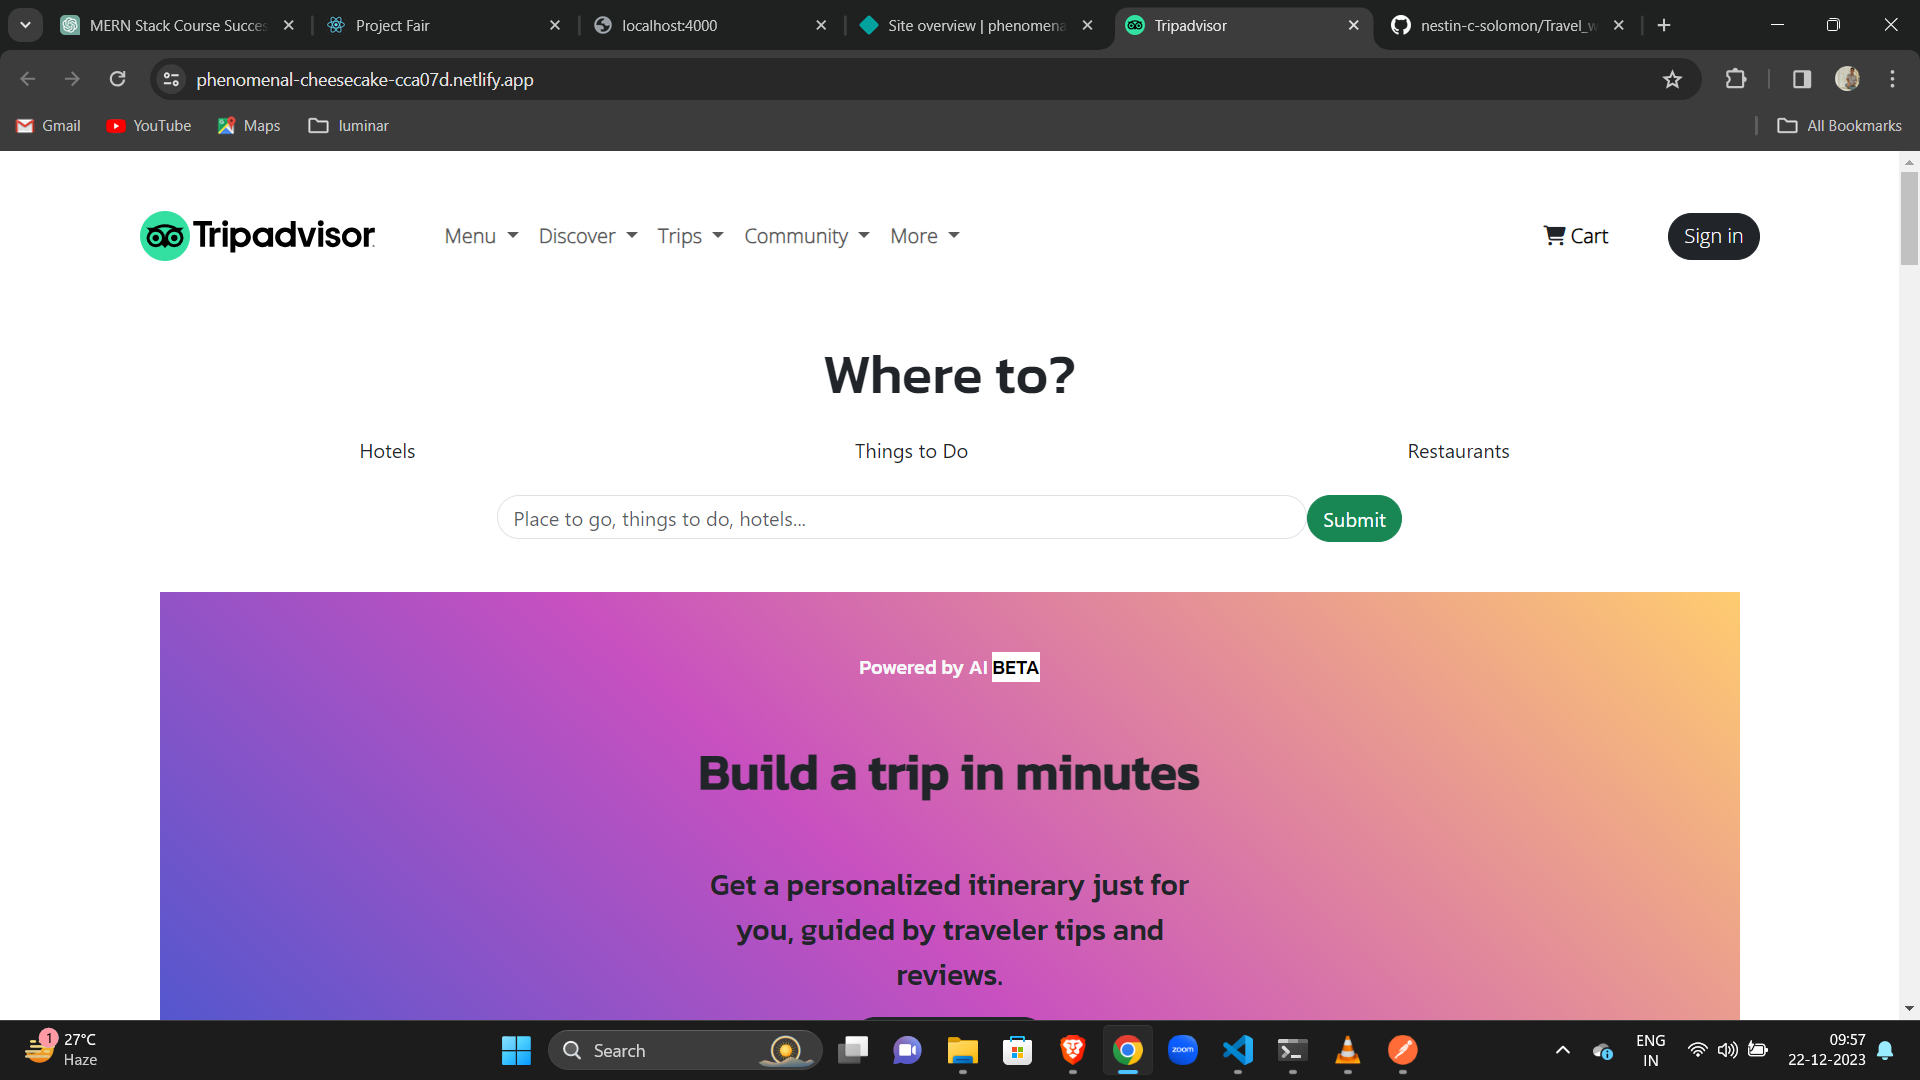 MERN Stack Course Succes
Project Fair
localhost:4000
Site overview | phenomena
Tripadvisor
nestin-c-solomon/Travel_w
phenomenal-cheesecake-cca07d.netlify.app
Gmail
YouTube
Maps
luminar
All Bookmarks
Tripadvisor
Menu
Discover
Trips
Community
More
Cart
Sign in
Where to?
Hotels
Things to Do
Restaurants
Place to go, things to do, hotels...
Submit
Powered by AI BETA
Build a trip in minutes
Get a personalized itinerary just for
you, guided by traveler tips and
reviews.
1
27°C
Haze
Search
zoom
ENG
IN
09:57
22-12-2023